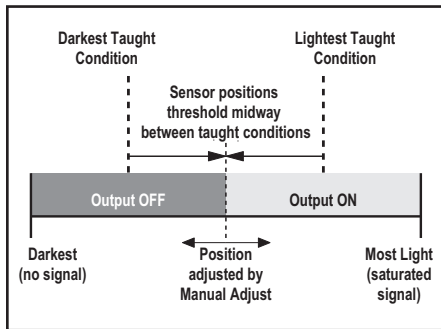 Darkest Taught
Condition
Lightest Taught
Condition
Sensor positions
threshold midway
between taught conditions
Output OFF
Output ON
Darkest
(no signal)
Position
adjusted by
Manual Adjust
Most Light
(saturated
signal)